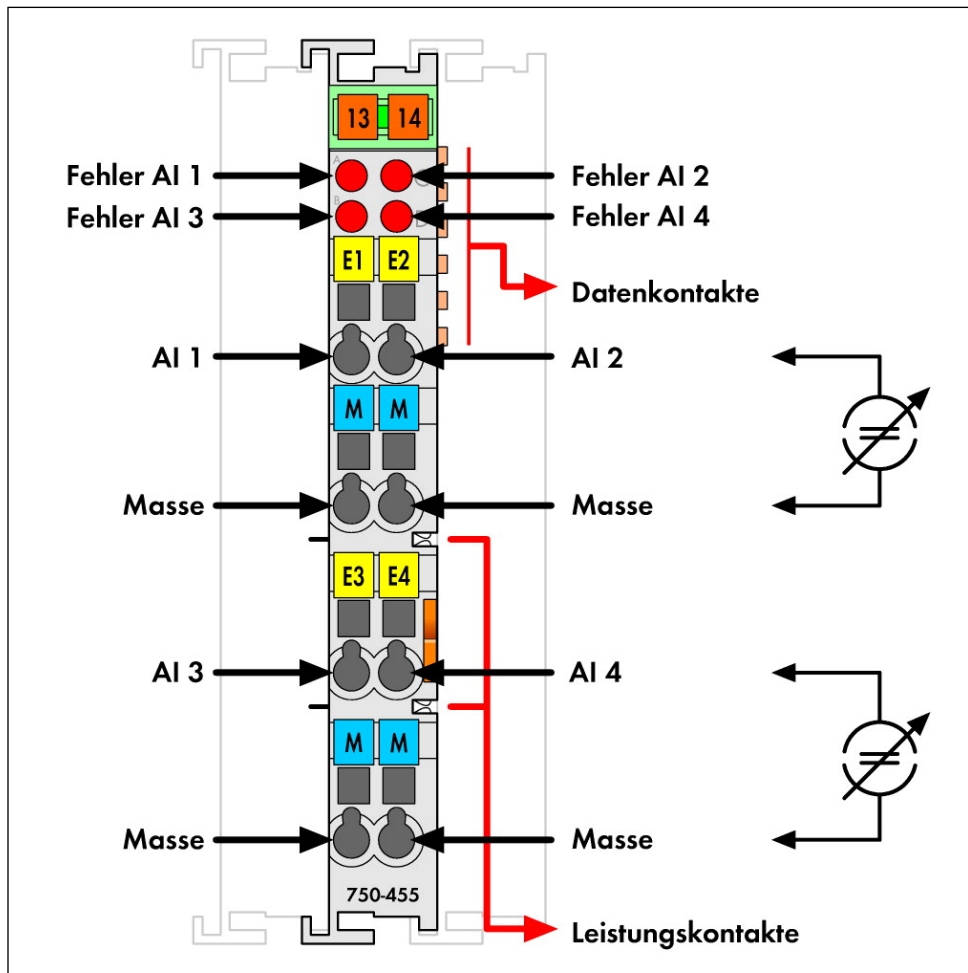 13 14
A C
Fehler AI 1 Fehler AI 2
B D
Fehler AI 3 Fehler AI 4
E1 E2
Datenkontakte
AI 1 AI 2
M M
Masse Masse
E3 E4
AI 3 AI 4
M M
Masse Masse
750-455
Leistungskontakte